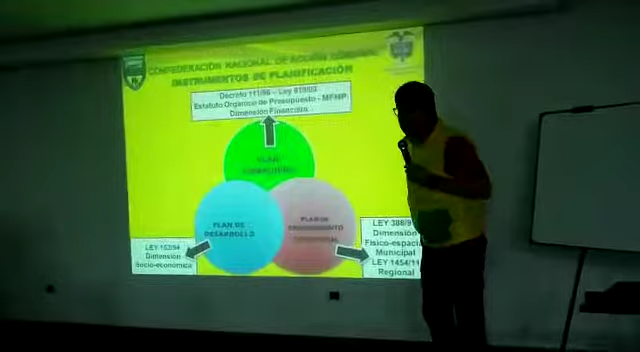 CONFEDERACIÓN NACIONAL DE ACCIÓN COMUNAL
INSTRUMENTOS DE PLANIFICACIÓN
Decreto 111/96 - Ley 819/03
Estatuto Orgánico de Presupuesto - MFMP
Dimensión Financiera
PLAN
PLAN DE
DESARROLLO
PLAN DE
ORDENAMIENTO
LEY 152/94
Dimensión
Socio-económica
LEY 388/9
Dimensión
Físico-espacia
Municipal
LEY 1454/11
Regional